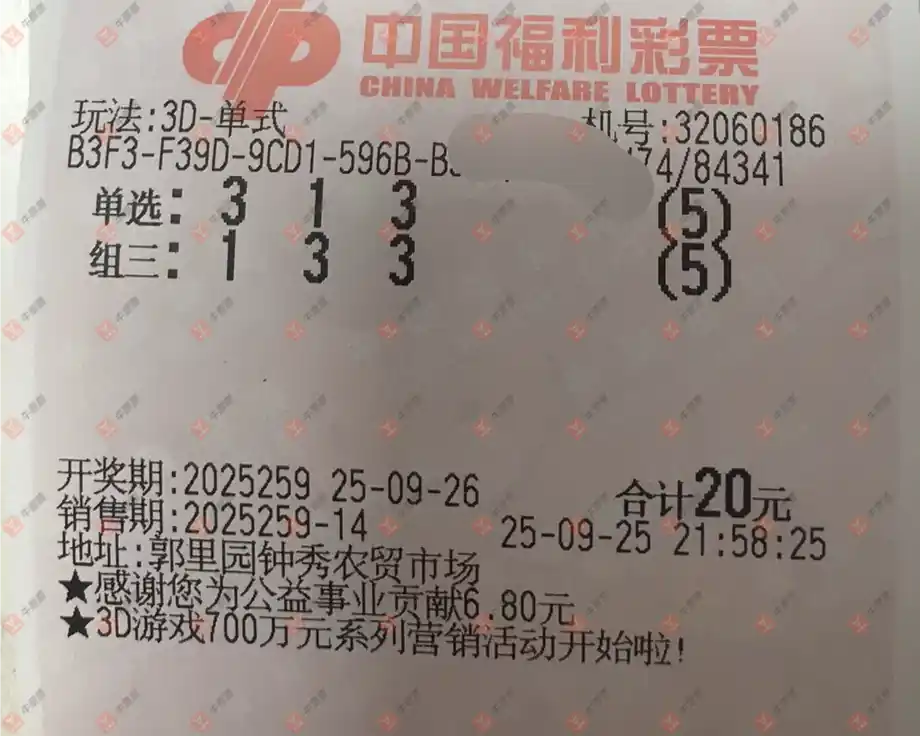 中国福利彩票
CHINA WELFARE LOTTERY
玩法:3D-单式 机号:32060186
B3F3-F39D-9CD1-596B-B 74/84341
单选: 3 1 3 (5)
组三: 1 3 3 (5)
开奖期:2025259 25-09-26 合计20元
销售期:2025259-14 25-09-25 21:58:25
地址:郭里园钟秀农贸市场
★感谢您为公益事业贡献6.80元
★3D游戏700万元系列营销活动开始啦!